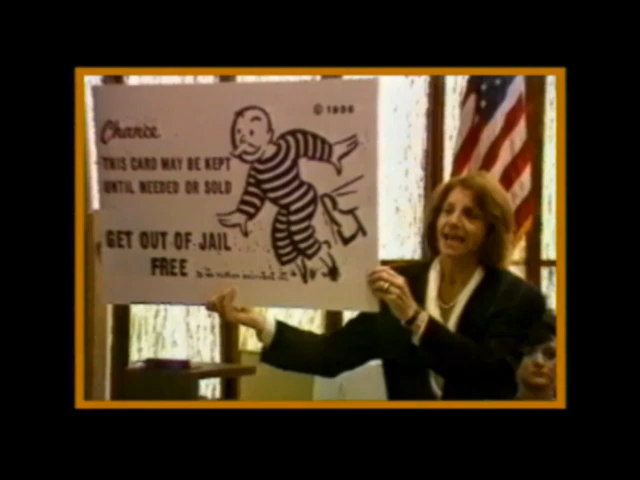 © 1936
Chance
THIS CARD MAY BE KEPT
UNTIL NEEDED OR SOLD
GET OUT OF JAIL
FREE